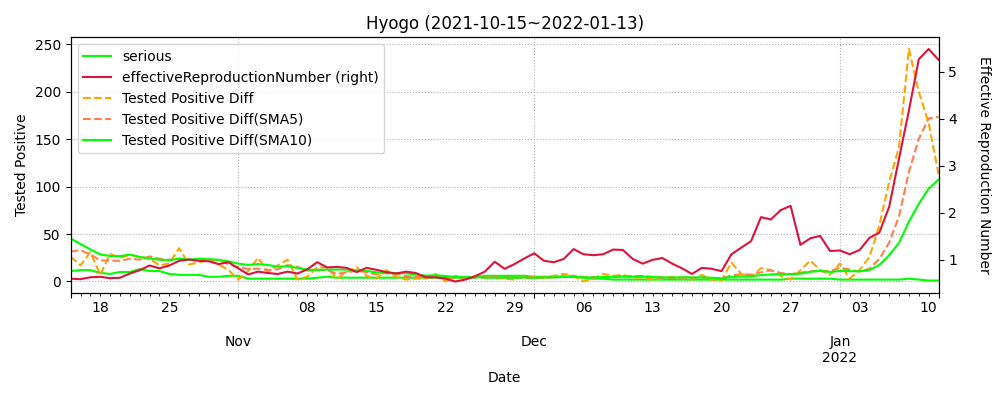 Hyogo (2021-10-15~2022-01-13)
serious
effectiveReproductionNumber (right)
Tested Positive Diff
Tested Positive Diff(SMA5)
Tested Positive Diff(SMA10)
250
200
150
100
50
0
Tested Positive
5
4
3
2
1
Effective Reproduction Number
18 25 08 15 22 29 06 13 20 27 03 10
Nov Dec Jan
2022
Date